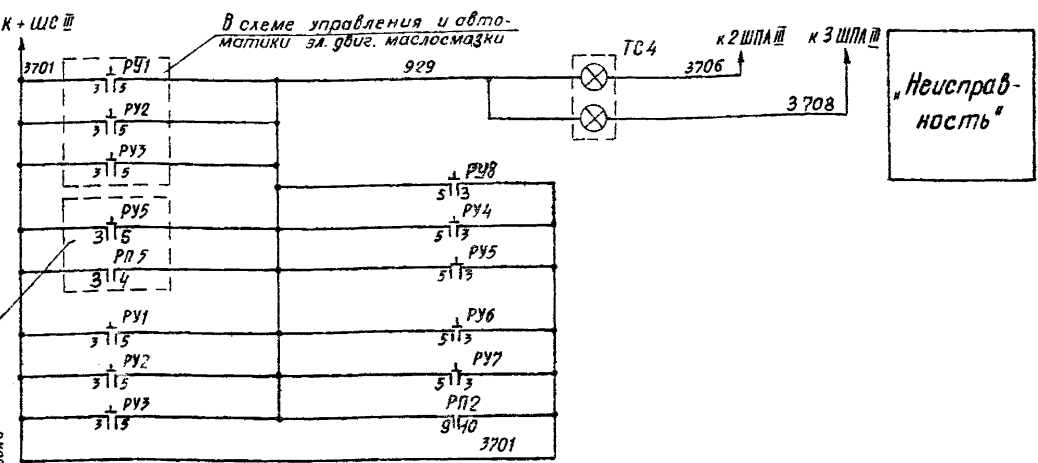 К + ШС III
В схеме управления и авто-
матики эл. двиг. маслосмазки
ТС4
к 2 ШПА III
к 3 ШПА III
3701
РУ1
3 5
929
3706
3708
„Неисправ-
ность"
РУ2
3 5
РУ3
3 5
РУ8
5 3
РУ5
3 5
РУ4
5 3
РП5
3 4
РУ5
5 3
РУ1
3 5
РУ6
5 3
РУ2
3 5
РУ7
5 3
РУ3
3 5
РП2
9 10
3701